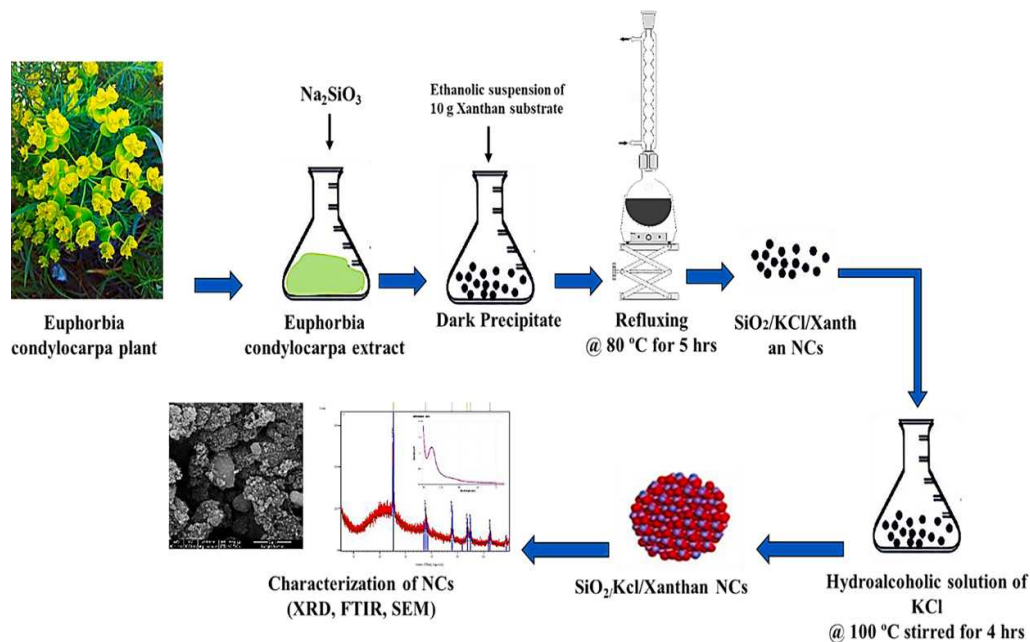 Na₂SiO₃
Ethanolic suspension of
10 g Xanthan substrate
Euphorbia
condylocarpa plant
Euphorbia
condylocarpa extract
Dark Precipitate
Refluxing
@ 80 ºC for 5 hrs
SiO₂/KCl/Xanth
an NCs
Hydroalcoholic solution of
KCl
@ 100 ºC stirred for 4 hrs
SiO₂/Kcl/Xanthan NCs
Characterization of NCs
(XRD, FTIR, SEM)